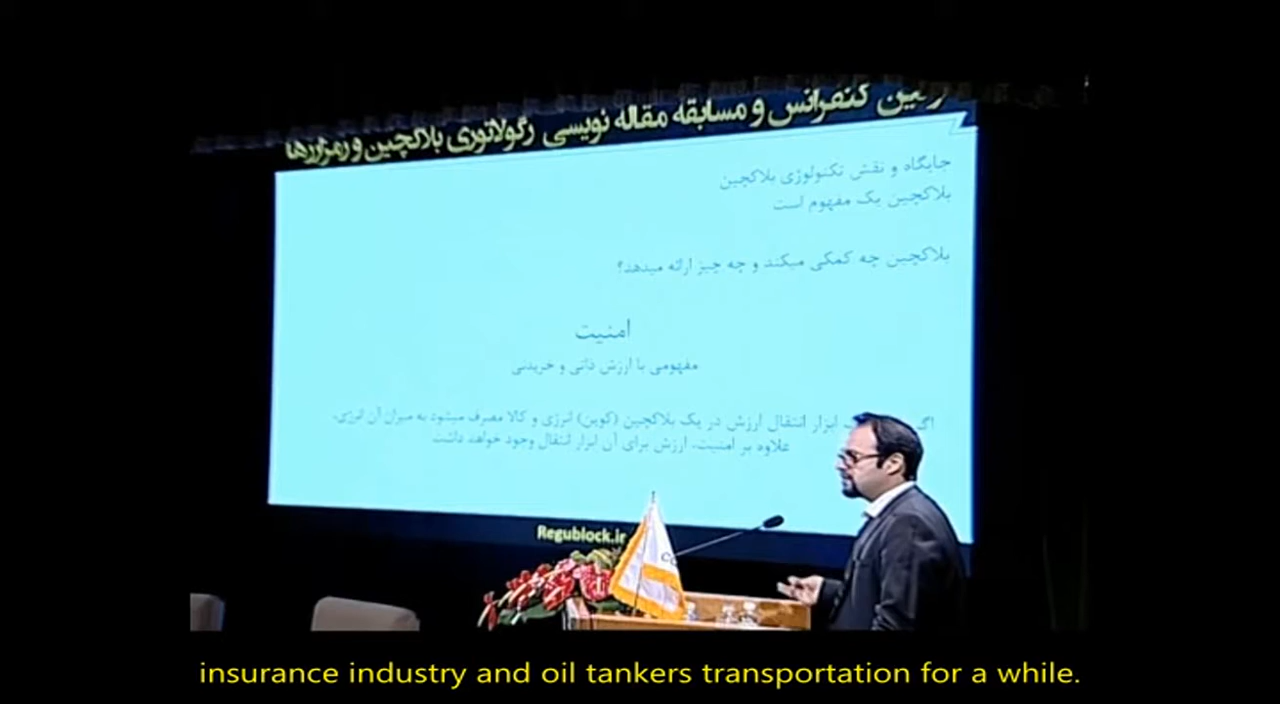 کنفرانس و مسابقه مقاله نویسی رگولاتوری بلاکچین و رمزارزها
جایگاه و نقش تکنولوژی بلاکچین
بلاکچین یک مفهوم است
بلاکچین چه کمکی میکند و چه چیز ارائه میدهد؟
امنیت
مفهومی با ارزش ذاتی و خریدنی
ابزار انتقال ارزش در یک بلاکچین (کوین) انرژی و کالا مصرف میشود به میزان آن انرژی،
علاوه بر امنیت، ارزش برای آن ابزار انتقال وجود خواهد داشت
Regublock.ir
insurance industry and oil tankers transportation for a while.